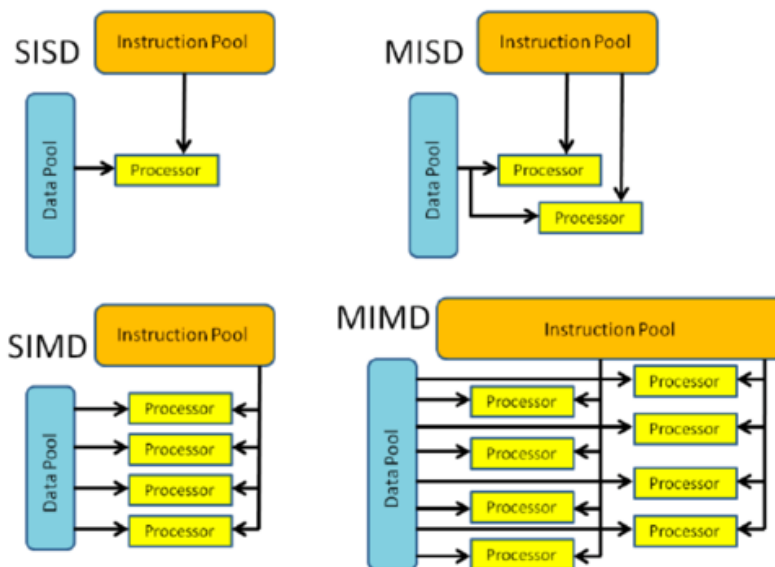 SISD
Instruction Pool
Data Pool
Processor
MISD
Instruction Pool
Data Pool
Processor
Processor
SIMD
Instruction Pool
Data Pool
Processor
Processor
Processor
Processor
MIMD
Instruction Pool
Data Pool
Processor
Processor
Processor
Processor
Processor
Processor
Processor
Processor